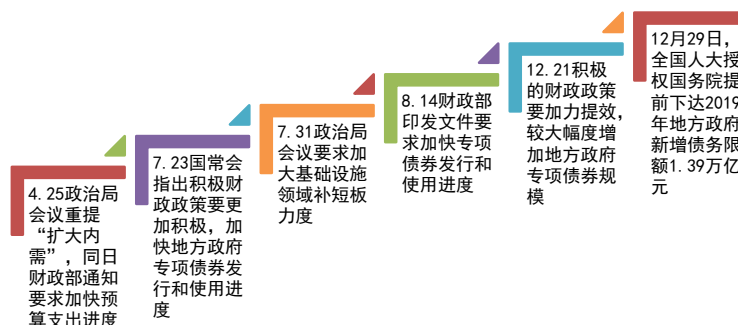 4.25政治局
会议重提
“扩大内
需”，同日
财政部通知
要求加快预
算支出进度
7.23国常会
指出积极财
政政策要更
加积极，加
快地方政府
专项债券发
行和使用进
度
7.31政治局
会议要求加
大基础设施
领域补短板
力度
8.14财政部
印发文件要
求加快专项
债券发行和
使用进度
12.21积极
的财政政策
要加力提效，
较大幅度增
加地方政府
专项债券规
模
12月29日，
全国人大授
权国务院提
前下达2019
年地方政府
新增债务限
额1.39万亿
元